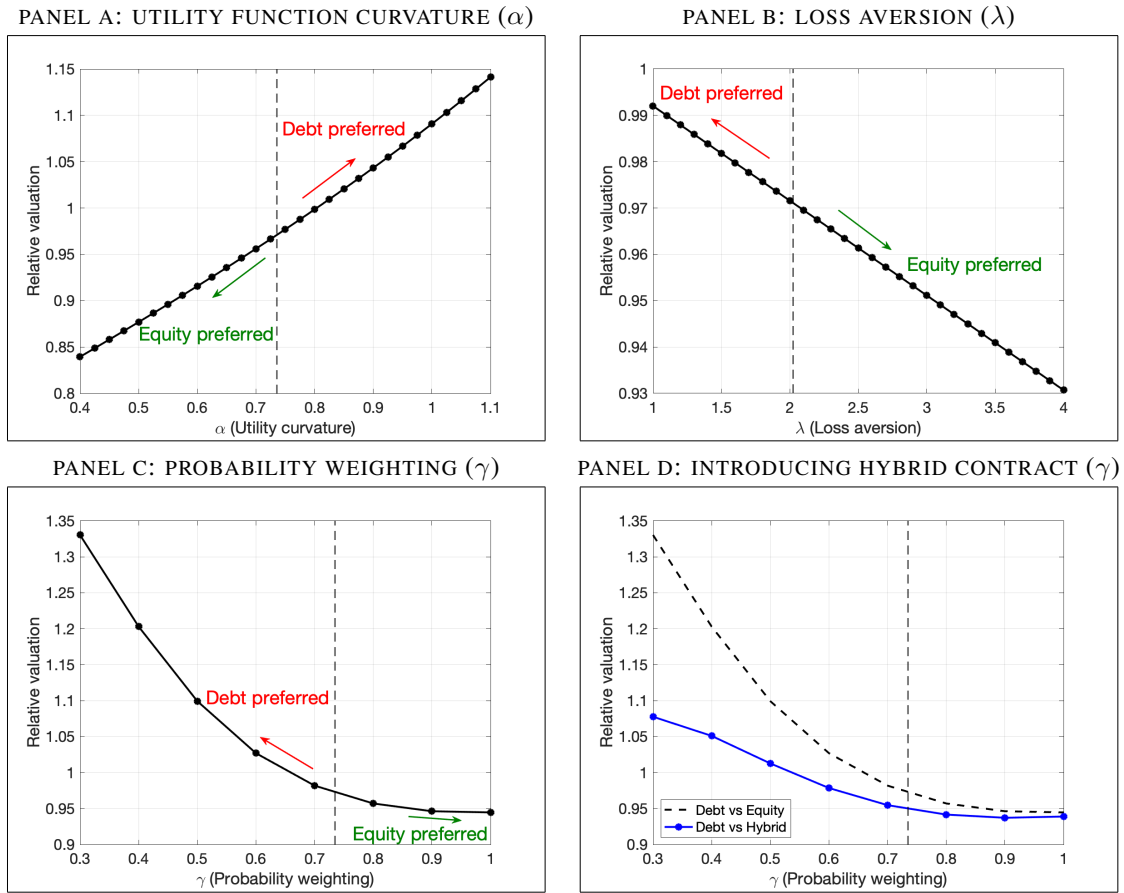 PANEL A: UTILITY FUNCTION CURVATURE (α)
1.15
1.1
1.05
1
0.95
0.9
0.85
0.8
Relative valuation
Debt preferred
Equity preferred
0.4 0.5 0.6 0.7 0.8 0.9 1 1.1
α (Utility curvature)
PANEL B: LOSS AVERSION (λ)
1
0.99
0.98
0.97
0.96
0.95
0.94
0.93
Relative valuation
Debt preferred
Equity preferred
1 1.5 2 2.5 3 3.5 4
λ (Loss aversion)
PANEL C: PROBABILITY WEIGHTING (γ)
1.35
1.3
1.25
1.2
1.15
1.1
1.05
1
0.95
0.9
Relative valuation
Debt preferred
Equity preferred
0.3 0.4 0.5 0.6 0.7 0.8 0.9 1
γ (Probability weighting)
PANEL D: INTRODUCING HYBRID CONTRACT (γ)
1.35
1.3
1.25
1.2
1.15
1.1
1.05
1
0.95
0.9
Relative valuation
Debt vs Equity
Debt vs Hybrid
0.3 0.4 0.5 0.6 0.7 0.8 0.9 1
γ (Probability weighting)